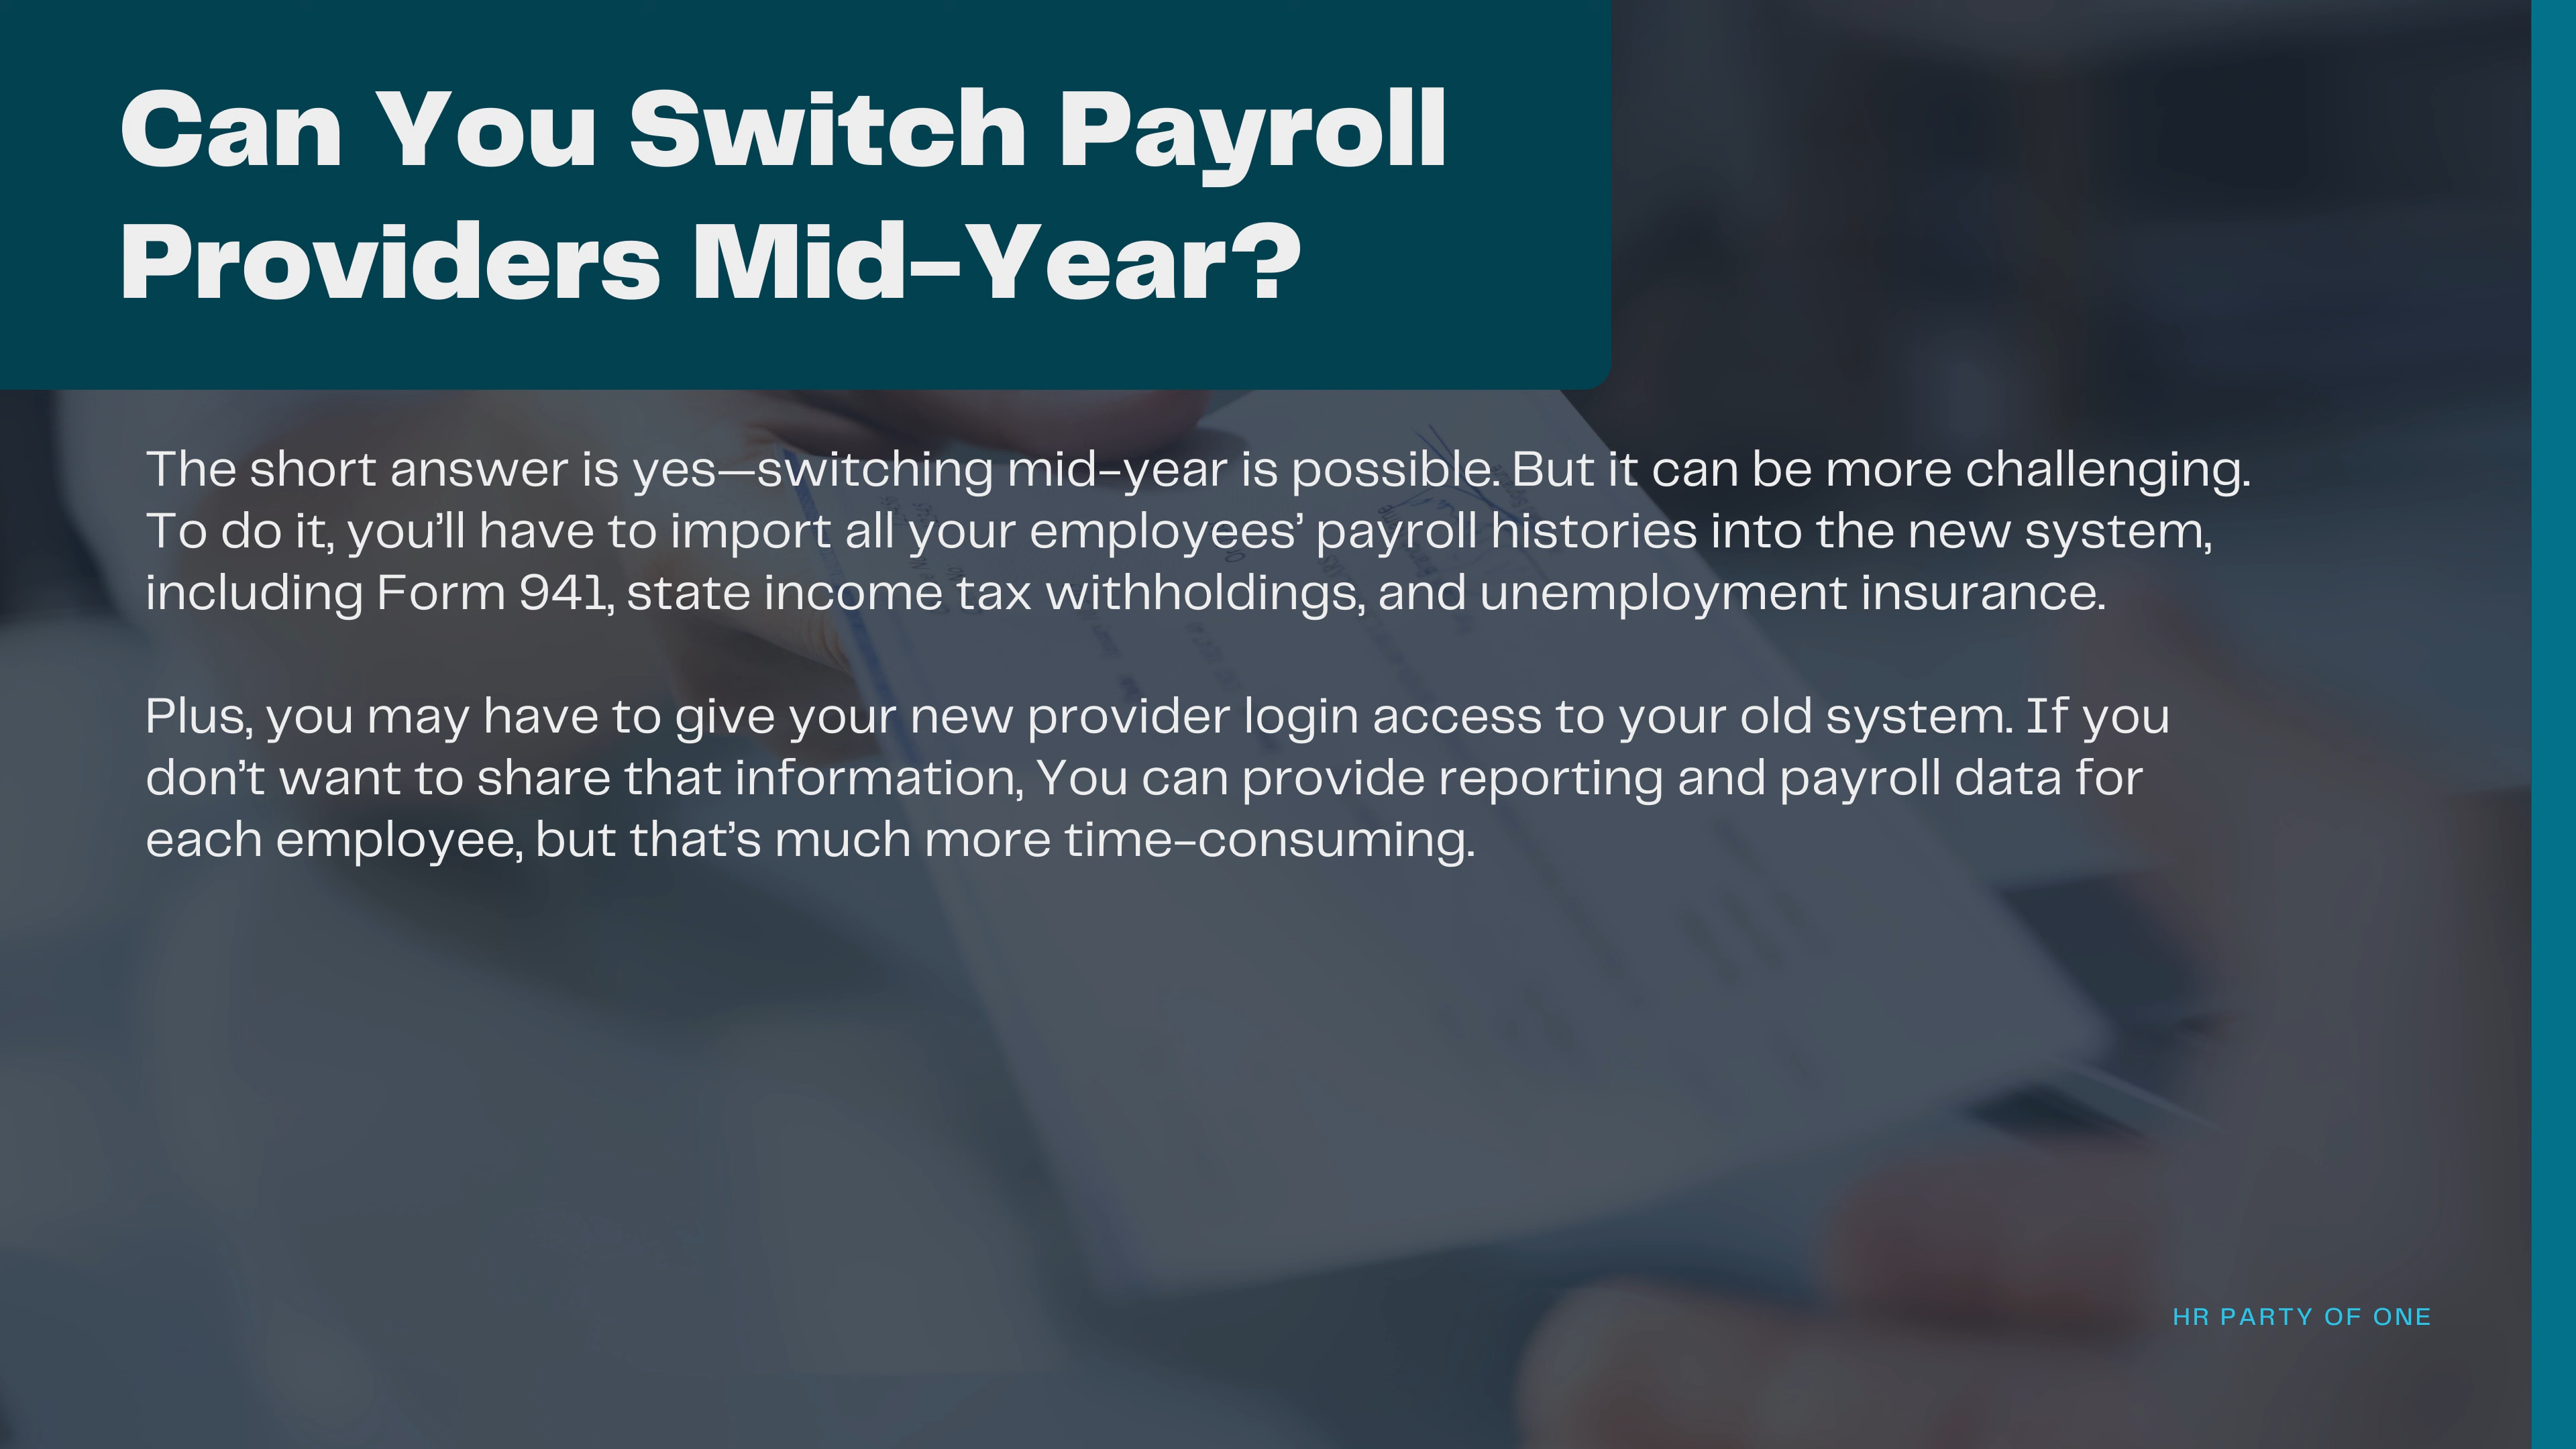 Can You Switch Payroll
Providers Mid-Year?
The short answer is yes—switching mid-year is possible. But it can be more challenging.
To do it, you’ll have to import all your employees’ payroll histories into the new system,
including Form 941, state income tax withholdings, and unemployment insurance.
Plus, you may have to give your new provider login access to your old system. If you
don’t want to share that information, You can provide reporting and payroll data for
each employee, but that’s much more time-consuming.
HR PARTY OF ONE